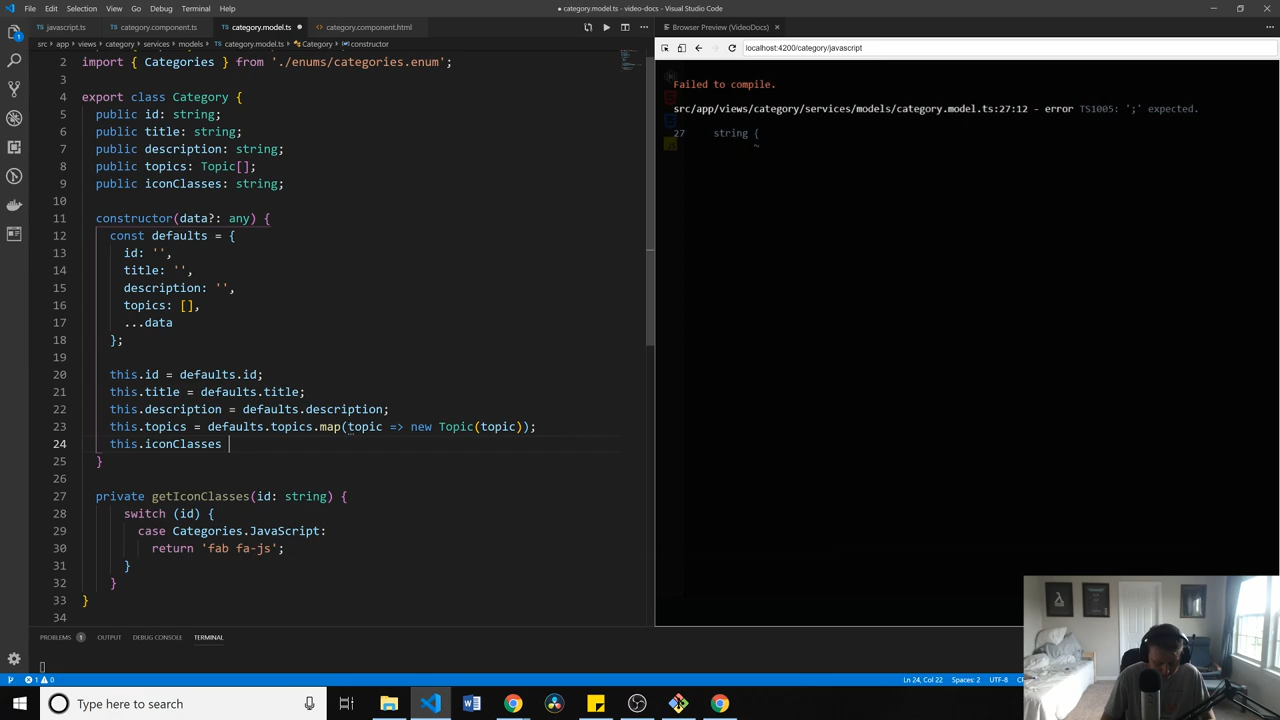 File Edit Selection View Go Debug Terminal Help
● category.model.ts - video-docs - Visual Studio Code
javascript.ts
category.component.ts
category.model.ts ●
category.component.html
Browser Preview (VideoDocs)
src > app > views > category > services > models > category.model.ts > Category > constructor
localhost:4200/category/javascript
2 import { Categories } from './enums/categories.enum';
3
4 export class Category {
5 public id: string;
6 public title: string;
7 public description: string;
8 public topics: Topic[];
9 public iconClasses: string;
10
11 constructor(data?: any) {
12 const defaults = {
13 id: '',
14 title: '',
15 description: '',
16 topics: [],
17 ...data
18 };
19
20 this.id = defaults.id;
21 this.title = defaults.title;
22 this.description = defaults.description;
23 this.topics = defaults.topics.map(topic => new Topic(topic));
24 this.iconClasses
25 }
26
27 private getIconClasses(id: string) {
28 switch (id) {
29 case Categories.JavaScript:
30 return 'fab fa-js';
31 }
32 }
33 }
34
Failed to compile.
src/app/views/category/services/models/category.model.ts:27:12 - error TS1005: ';' expected.
27 string {
~
PROBLEMS 1 OUTPUT DEBUG CONSOLE TERMINAL
1 0
Ln 24, Col 22 Spaces: 2 UTF-8
Type here to search